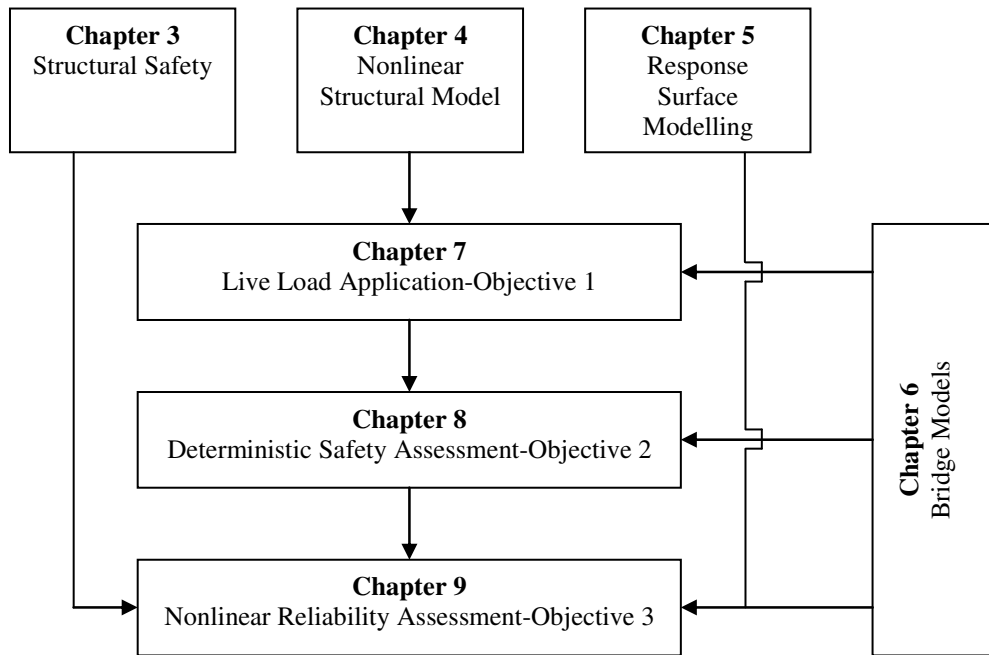 Chapter 3
Structural Safety
Chapter 4
Nonlinear
Structural Model
Chapter 5
Response
Surface
Modelling
Chapter 7
Live Load Application-Objective 1
Chapter 8
Deterministic Safety Assessment-Objective 2
Chapter 9
Nonlinear Reliability Assessment-Objective 3
Chapter 6
Bridge Models